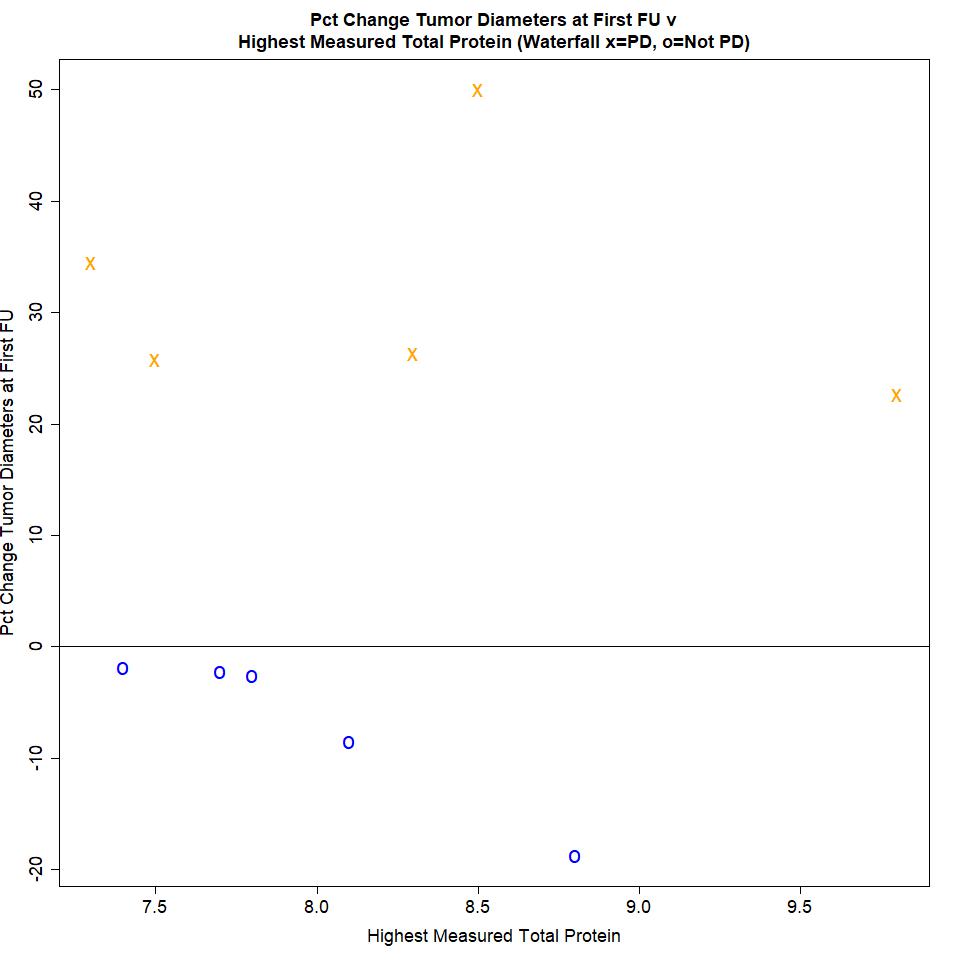 Pct Change Tumor Diameters at First FU v
Highest Measured Total Protein (Waterfall x=PD, o=Not PD)
Pct Change Tumor Diameters at First FU
50
40
30
20
10
0
-10
-20
X
X
X
X
X
O
O
O
O
O
7.5 8.0 8.5 9.0 9.5
Highest Measured Total Protein